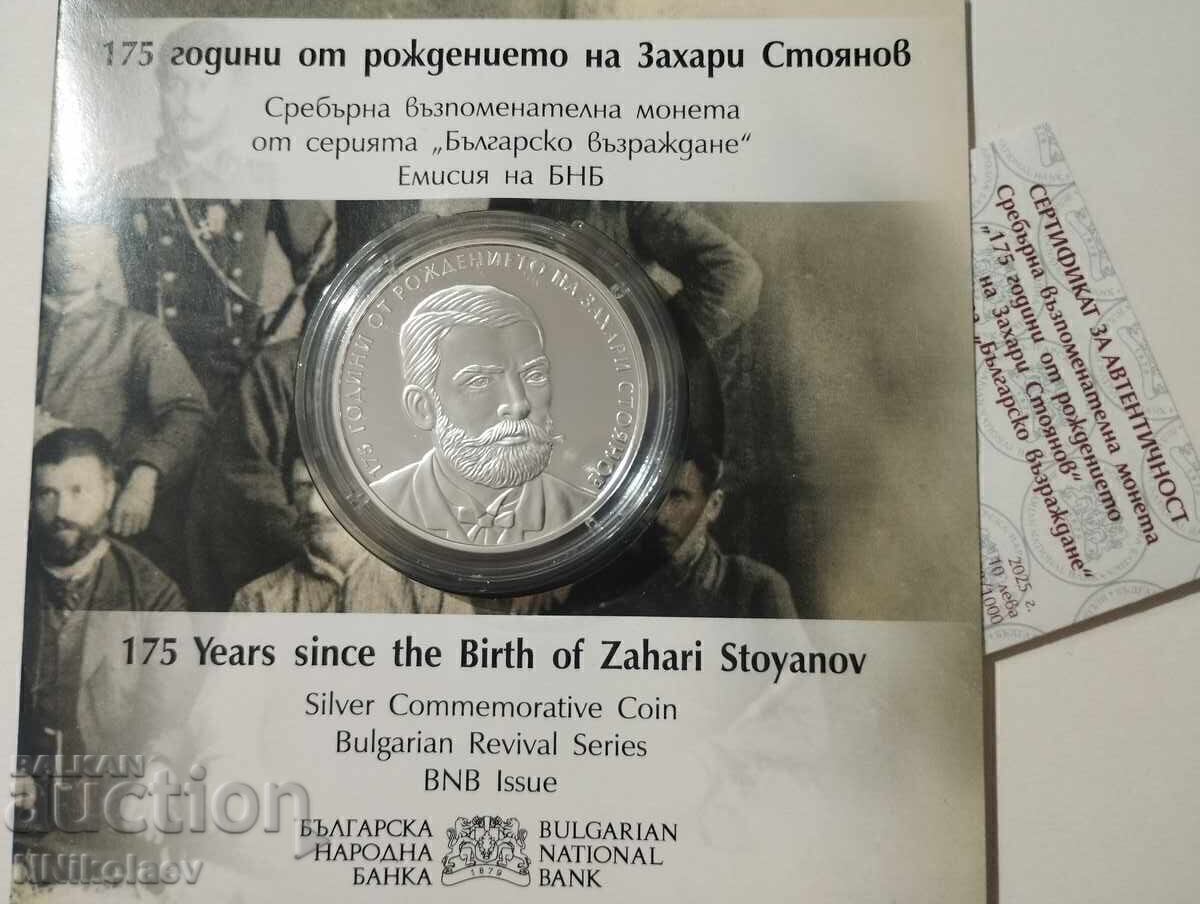 175 години от рождението на Захари Стоянов
Сребърна възпоменателна монета
от серията „Българско възраждане“
Емисия на БНБ
175 ГОДИНИ ОТ РОЖДЕНИЕТО НА ЗАХАРИ СТОЯНОВ
175 Years since the Birth of Zahari Stoyanov
Silver Commemorative Coin
Bulgarian Revival Series
BNB Issue
БЪЛГАРСКА
НАРОДНА
БАНКА
1879
BULGARIAN
NATIONAL
BANK
СЕРТИФИКАТ ЗА АВТЕНТИЧНОСТ
Сребърна възпоменателна монета
„175 години от рождението
на Захари Стоянов“
„Българско възраждане“
2025 г.
10 лева
/1000
BALKAN
auction
NNikolaev